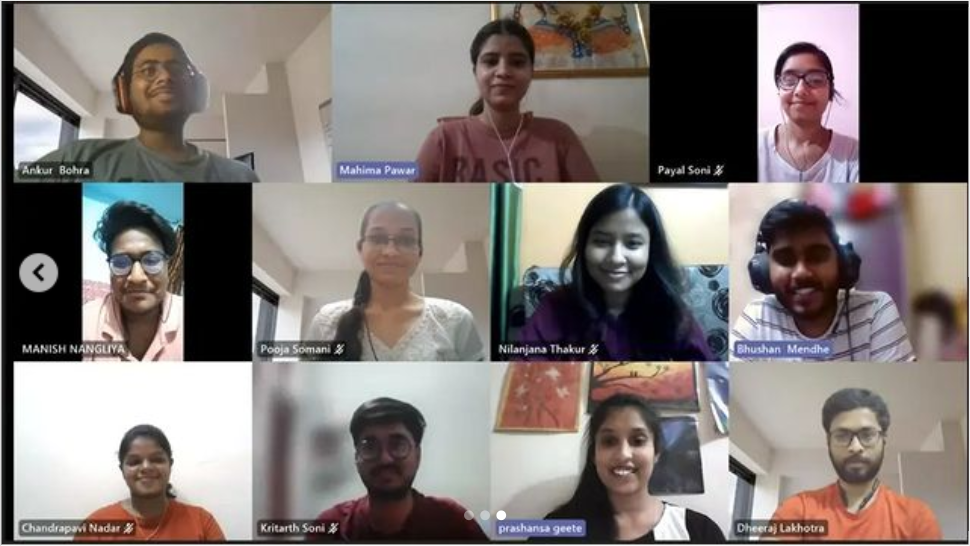 BASIC
Ankur Bohra
Mahima Pawar
Payal Soni
MANISH NANGLIYA
Pooja Somani
Nilanjana Thakur
Bhushan Mendhe
Chandrapavi Nadar
Kritarth Soni
prashansa geete
Dheeraj Lakhotra